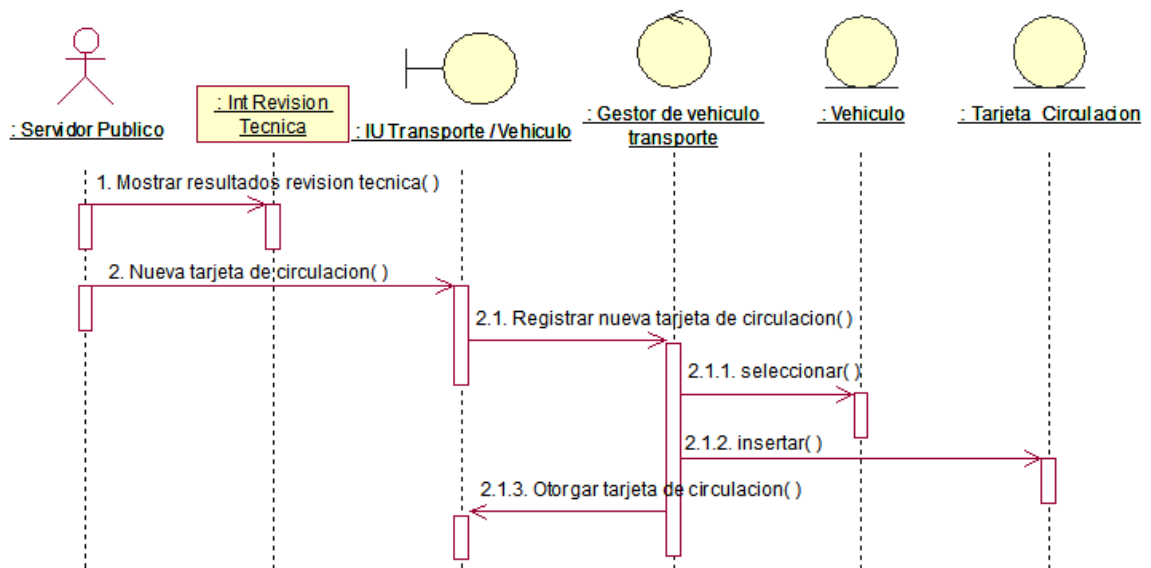 : Servidor Publico
: Int Revision
Tecnica
: IU Transporte / Vehiculo
: Gestor de vehiculo
transporte
: Vehiculo
: Tarjeta_Circulacion
1. Mostrar resultados revision tecnica( )
2. Nueva tarjeta de circulacion( )
2.1. Registrar nueva tarjeta de circulacion( )
2.1.1. seleccionar( )
2.1.2. insertar( )
2.1.3. Otorgar tarjeta de circulacion( )